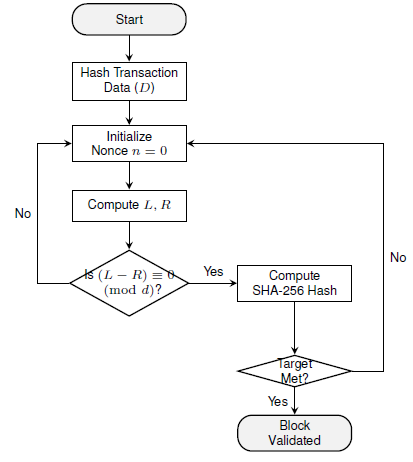 Start
Hash Transaction
Data (D)
Initialize
Nonce n = 0
Compute L, R
No
Is (L − R) ≡ 0
(mod d)?
Yes
Compute
SHA-256 Hash
No
Target
Met?
Yes
Block
Validated